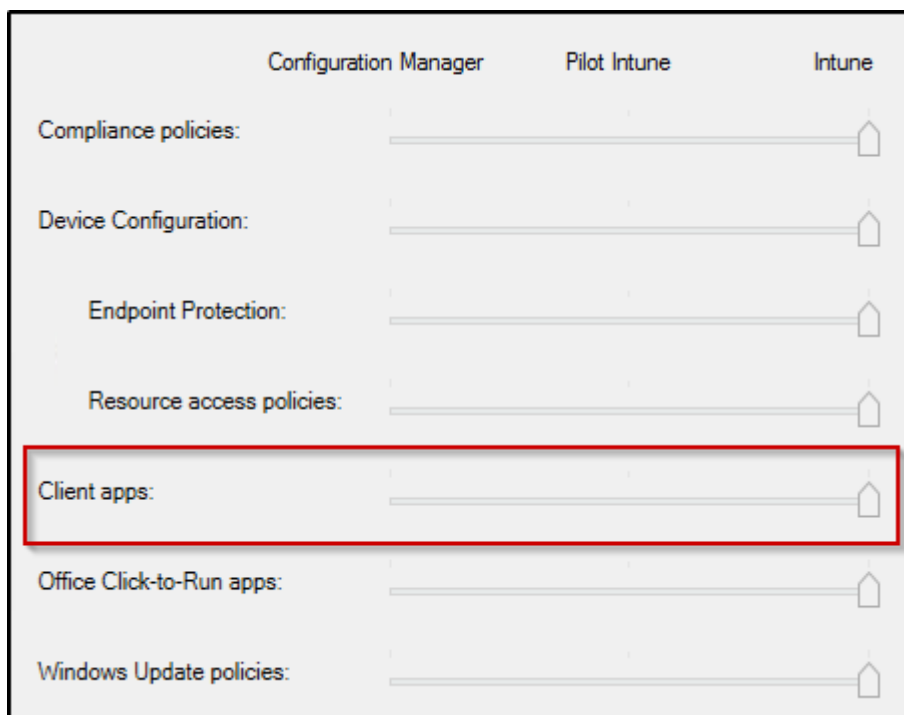 Configuration Manager Pilot Intune Intune
Compliance policies:
Device Configuration:
Endpoint Protection:
Resource access policies:
Client apps:
Office Click-to-Run apps:
Windows Update policies: